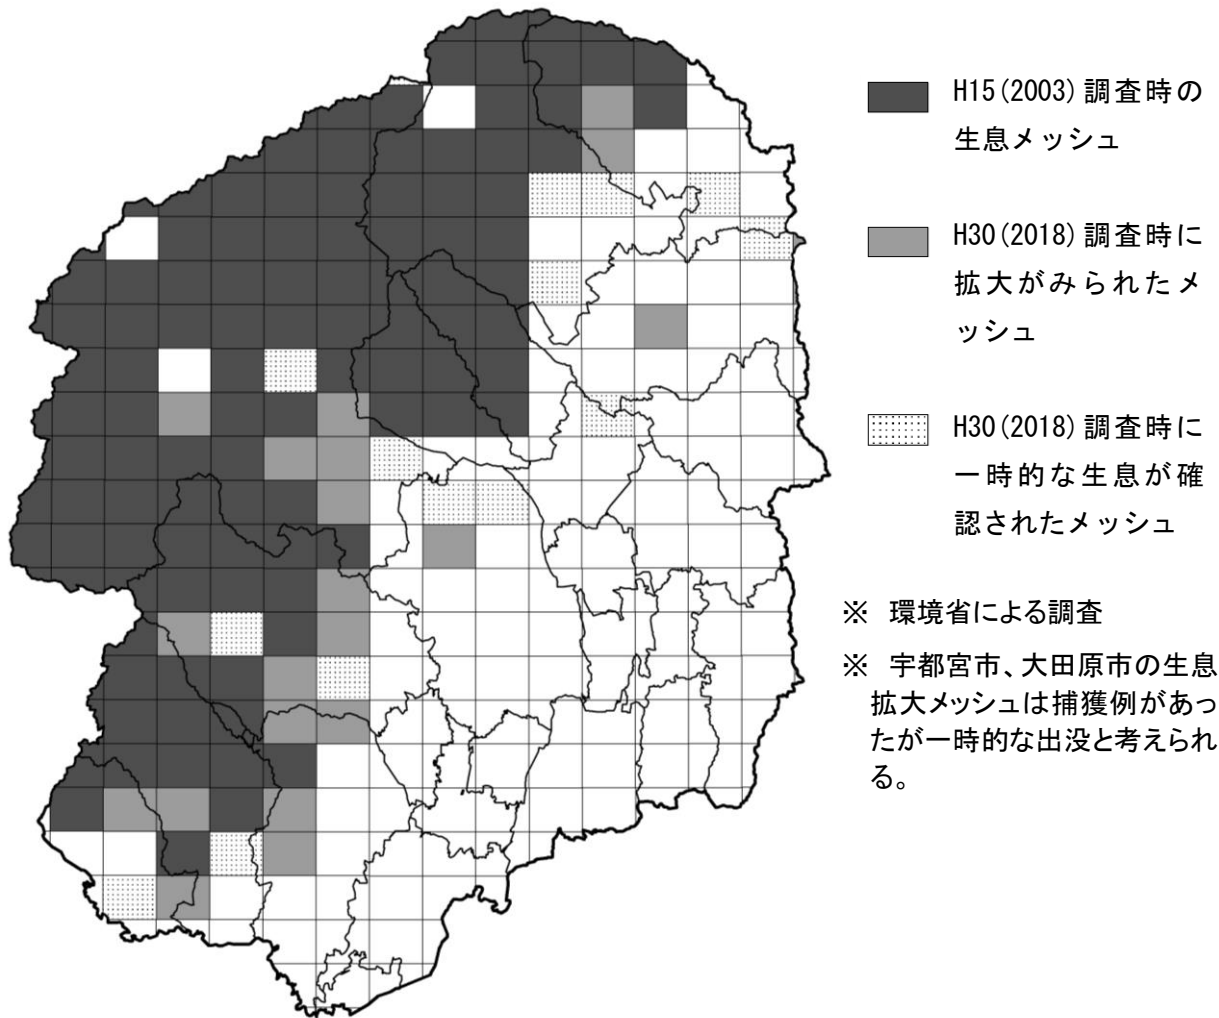 H15(2003)調査時の
生息メッシュ
H30(2018)調査時に
拡大がみられたメ
ッシュ
H30(2018)調査時に
一時的な生息が確
認されたメッシュ
※ 環境省による調査
※ 宇都宮市、大田原市の生息
拡大メッシュは捕獲例があっ
たが一時的な出没と考えられ
る。